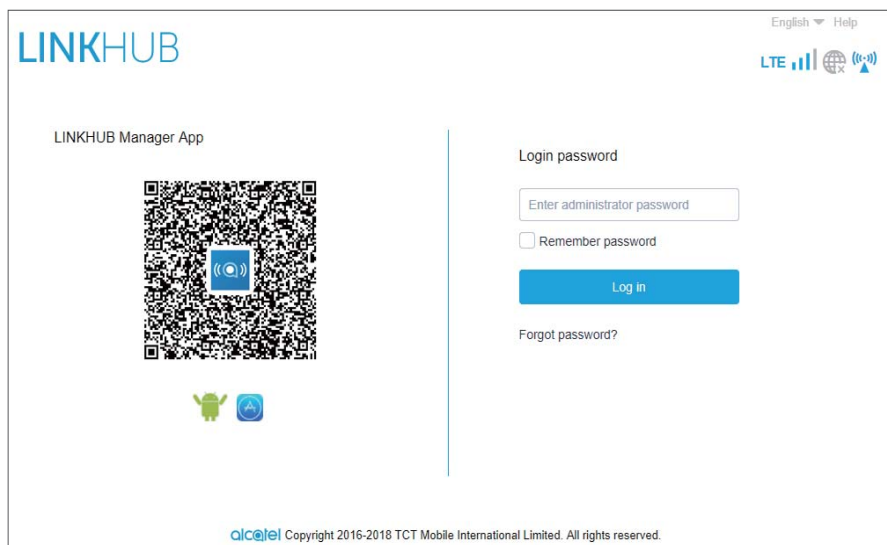 LINKHUB
English Help
LTE
LINKHUB Manager App
Login password
Enter administrator password
Remember password
Log in
Forgot password?
alcatel Copyright 2016-2018 TCT Mobile International Limited. All rights reserved.